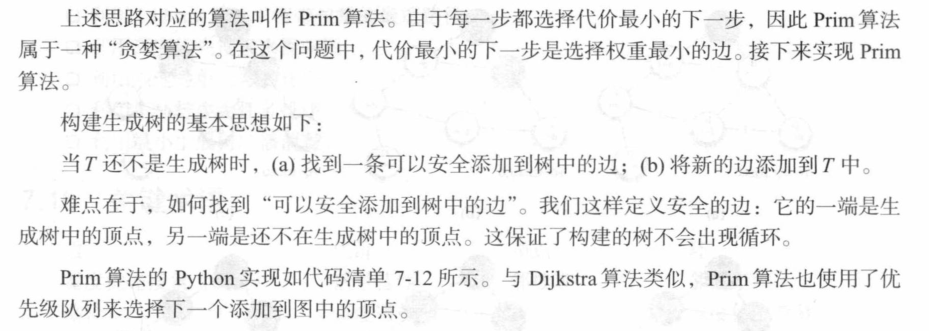 上述思路对应的算法叫作 Prim 算法。由于每一步都选择代价最小的下一步，因此 Prim 算法
属于一种“贪婪算法”。在这个问题中，代价最小的下一步是选择权重最小的边。接下来实现 Prim
算法。
构建生成树的基本思想如下：
当 T 还不是生成树时，(a) 找到一条可以安全添加到树中的边；(b) 将新的边添加到 T 中。
难点在于，如何找到“可以安全添加到树中的边”。我们这样定义安全的边：它的一端是生
成树中的顶点，另一端是还不在生成树中的顶点。这保证了构建的树不会出现循环。
Prim 算法的 Python 实现如代码清单 7-12 所示。与 Dijkstra 算法类似，Prim 算法也使用了优
先级队列来选择下一个添加到图中的顶点。